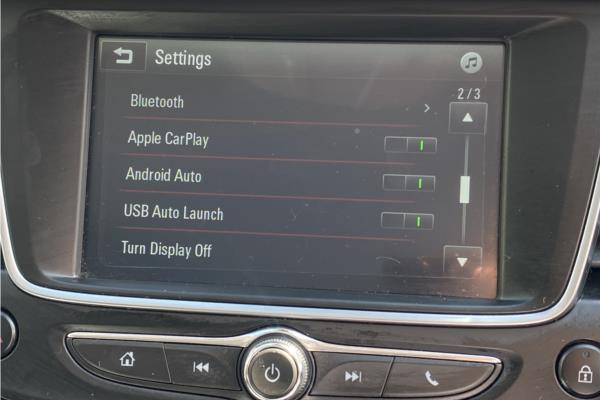 Settings
2/3
Bluetooth
Apple CarPlay
Android Auto
USB Auto Launch
Turn Display Off